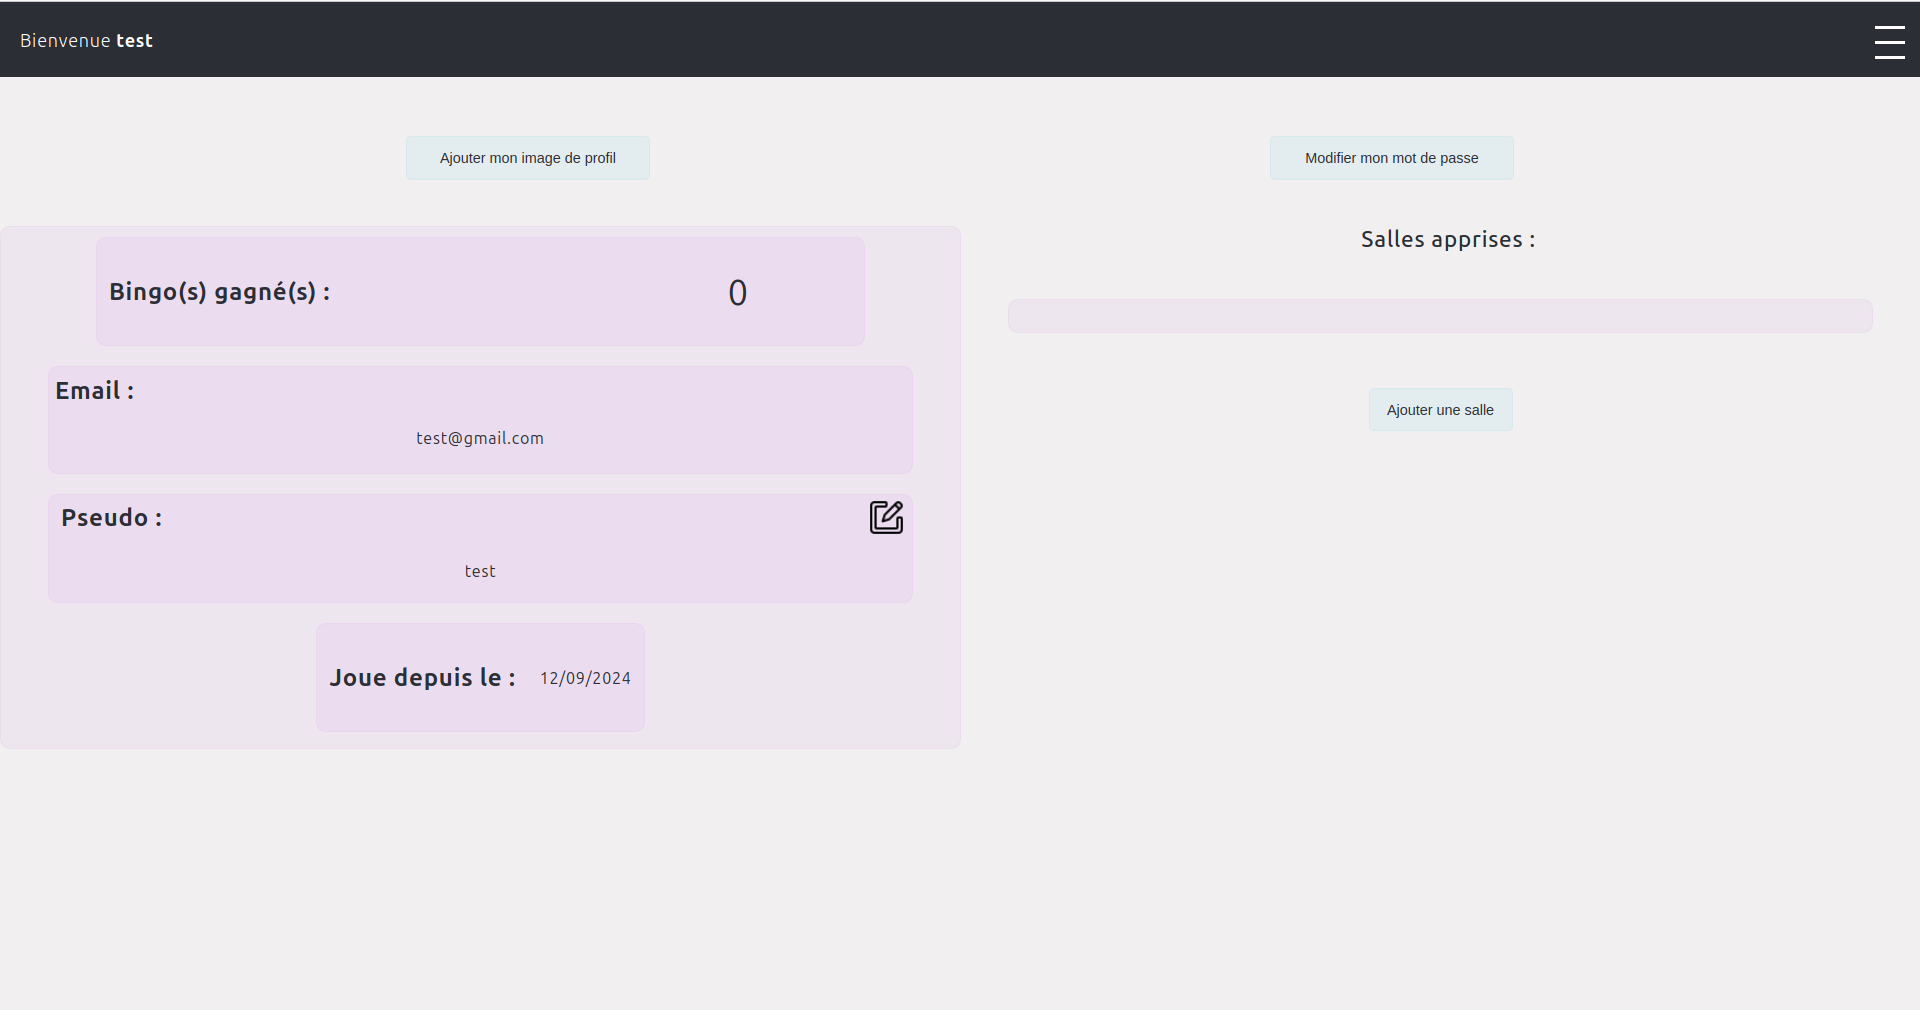 Bienvenue test
Ajouter mon image de profil
Modifier mon mot de passe
Bingo(s) gagné(s) :
0
Email :
test@gmail.com
Pseudo :
test
Joue depuis le :
12/09/2024
Salles apprises :
Ajouter une salle